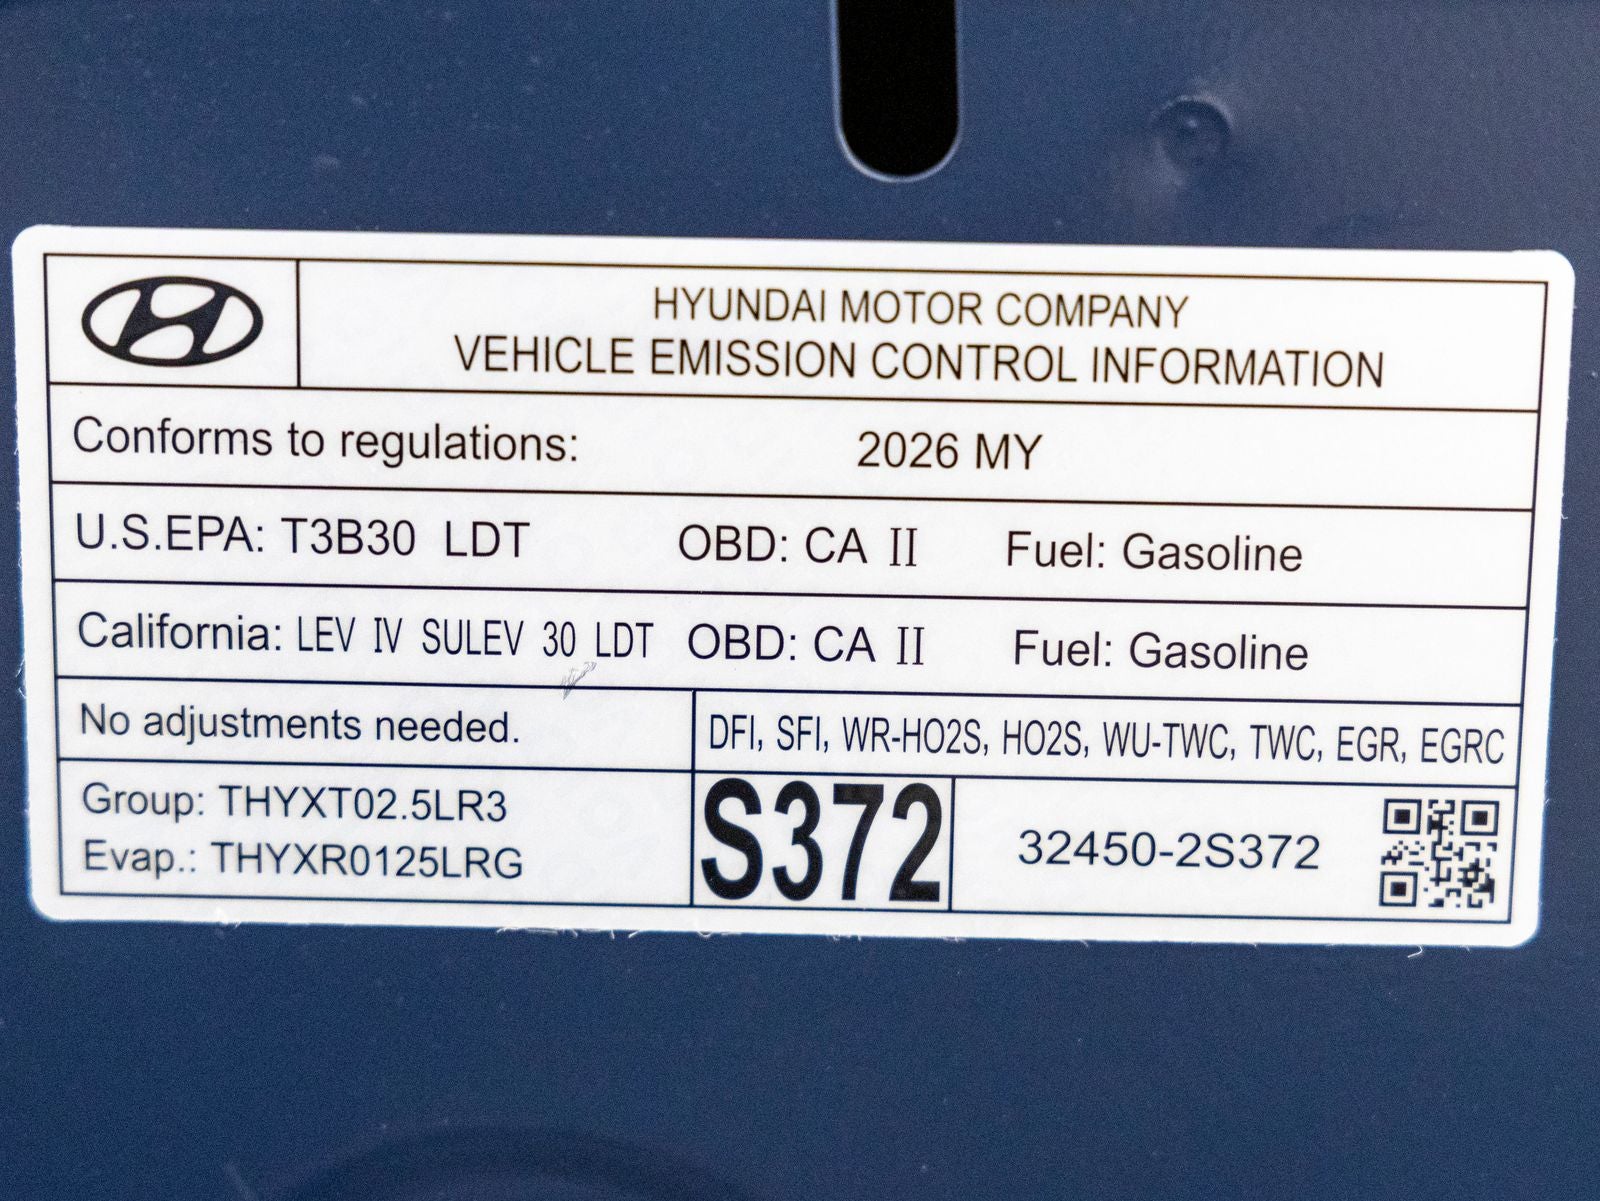 HYUNDAI MOTOR COMPANY
VEHICLE EMISSION CONTROL INFORMATION
Conforms to regulations: 2026 MY
U.S.EPA: T3B30 LDT OBD: CA II Fuel: Gasoline
California: LEV IV SULEV 30 LDT OBD: CA II Fuel: Gasoline
No adjustments needed. DFI, SFI, WR-HO2S, HO2S, WU-TWC, TWC, EGR, EGRC
Group: THYXT02.5LR3
Evap.: THYXR0125LRG
S372
32450-2S372